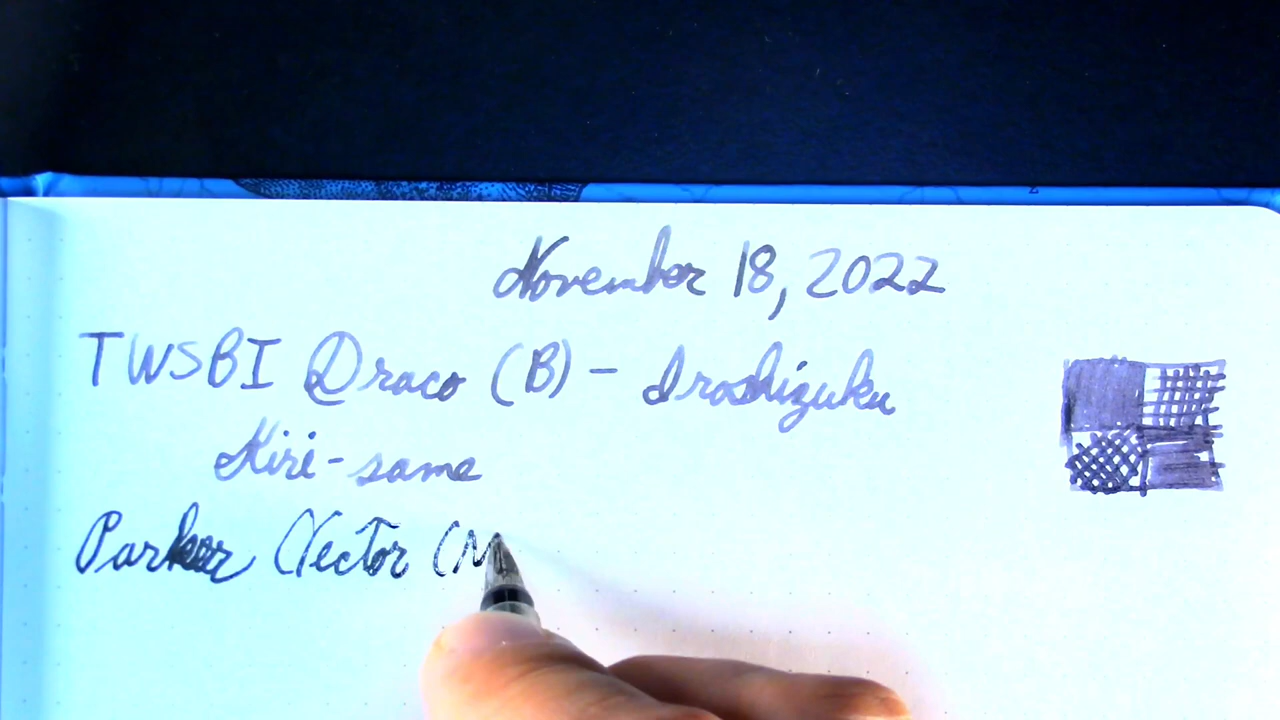 November 18, 2022
TWSBI Draco (B) - Iroshizuku
Kiri-same
Parker Vector (M